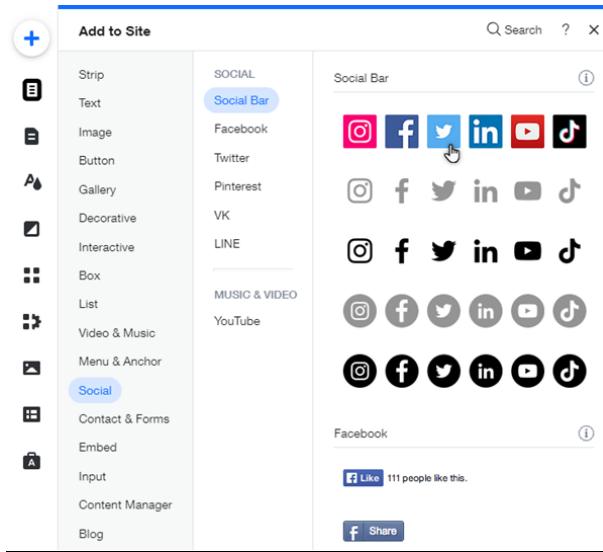 Add to Site
Search ? ×
Strip
Text
Image
Button
Gallery
Decorative
Interactive
Box
List
Video & Music
Menu & Anchor
Social
Contact & Forms
Embed
Input
Content Manager
Blog
SOCIAL
Social Bar
Facebook
Twitter
Pinterest
VK
LINE
MUSIC & VIDEO
YouTube
Social Bar
Facebook
Like 111 people like this.
Share